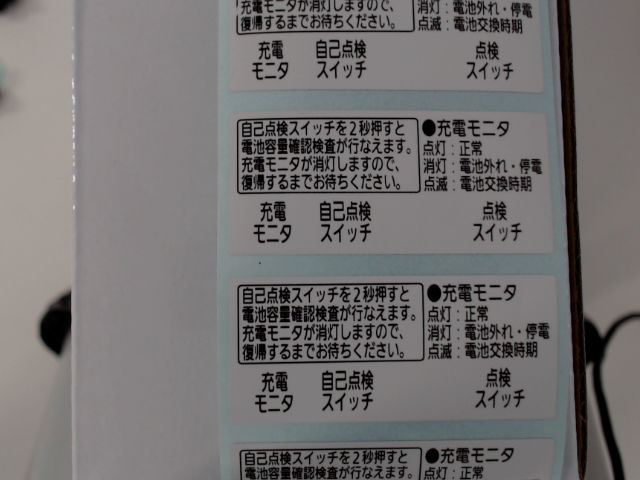 充電モニタが消灯しますので、
復帰するまでお待ちください。
消灯：電池外れ・停電
点滅：電池交換時期
充電 自己点検 点検
モニタ スイッチ スイッチ
自己点検スイッチを2秒押すと
電池容量確認検査が行なえます。
充電モニタが消灯しますので、
復帰するまでお待ちください。
●充電モニタ
点灯：正常
消灯：電池外れ・停電
点滅：電池交換時期
充電 自己点検 点検
モニタ スイッチ スイッチ
自己点検スイッチを2秒押すと
電池容量確認検査が行なえます。
充電モニタが消灯しますので、
復帰するまでお待ちください。
●充電モニタ
点灯：正常
消灯：電池外れ・停電
点滅：電池交換時期
充電 自己点検 点検
モニタ スイッチ スイッチ
自己点検スイッチを2秒押すと
電池容量確認検査が行なえます。
●充電モニタ
点灯：正常